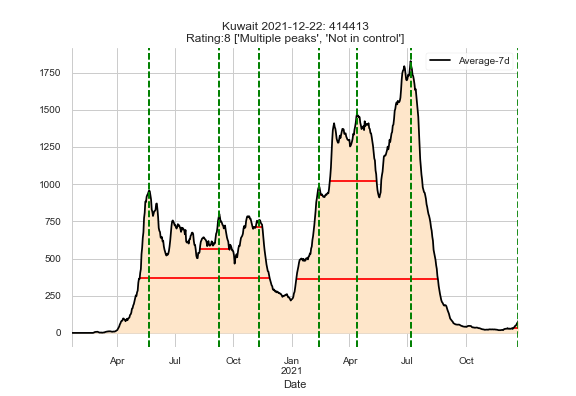 Kuwait 2021-12-22: 414413
Rating:8 ['Multiple peaks', 'Not in control']
Average-7d
1750
1500
1250
1000
750
500
250
0
Apr Jul Oct Jan Apr Jul Oct
2021
Date